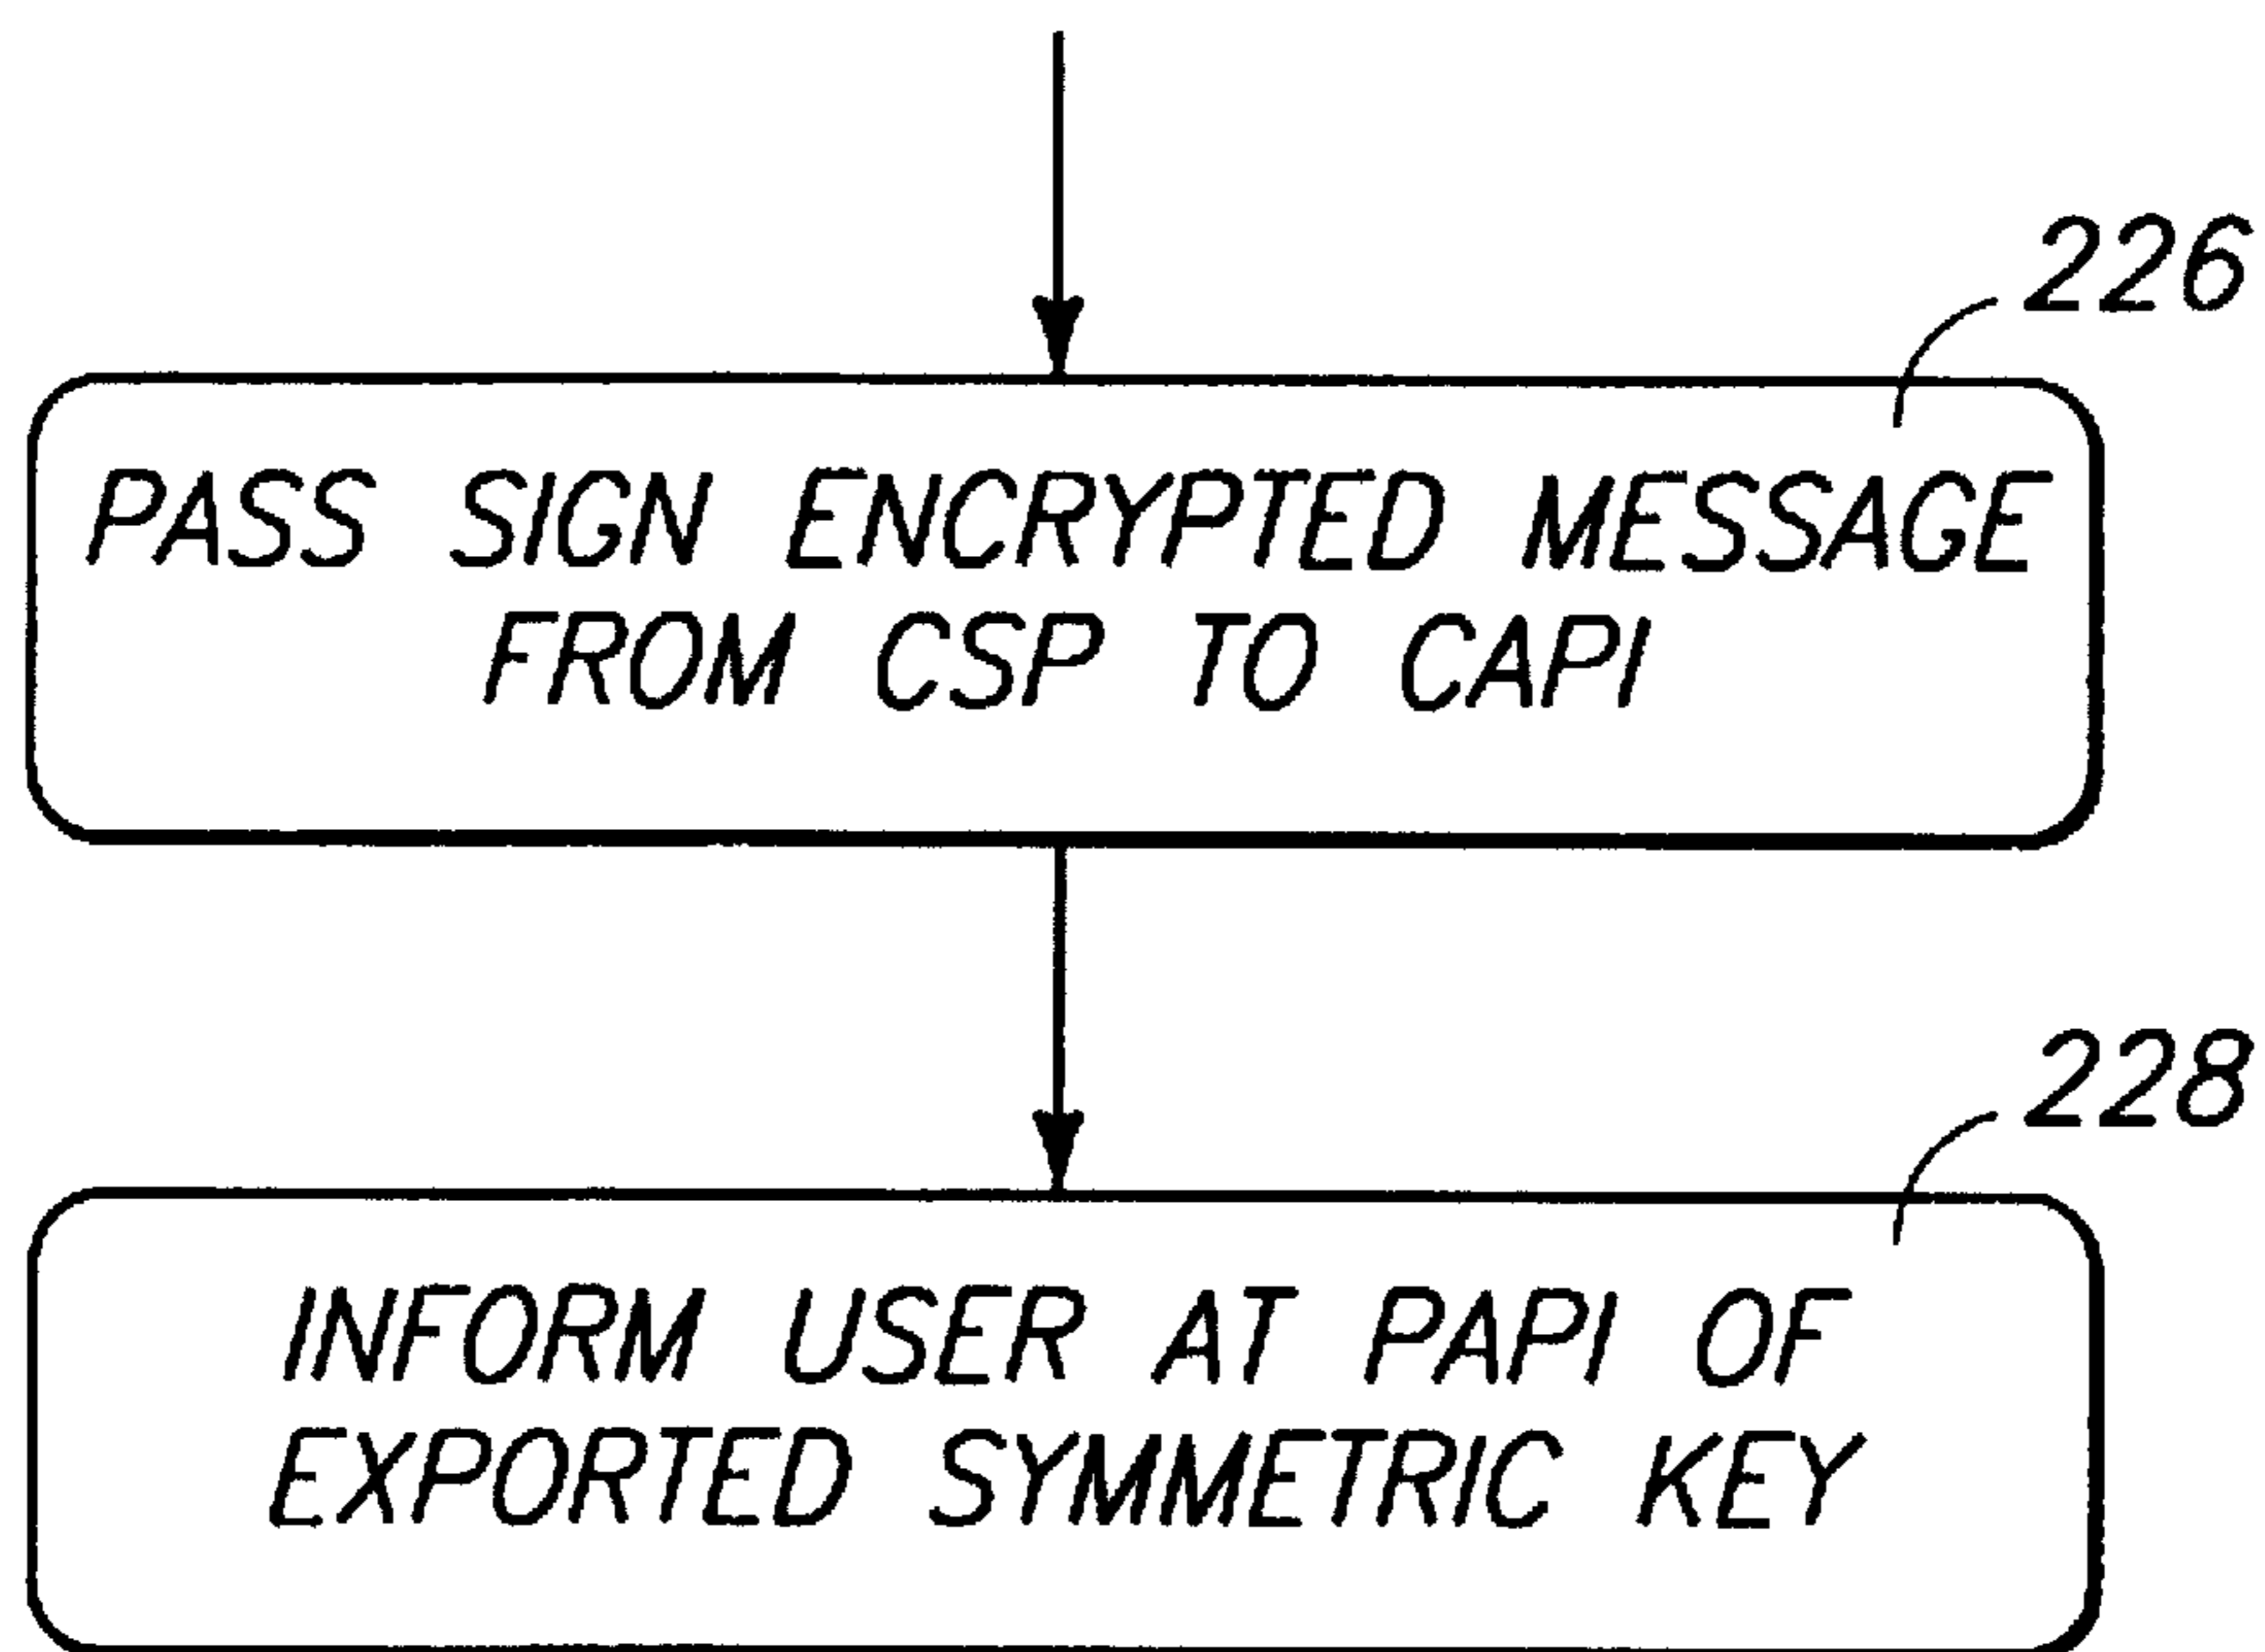 226
PASS SIGN ENCRYPTED MESSAGE
FROM CSP TO CAPI
228
INFORM USER AT PAPI OF
EXPORTED SYMMETRIC KEY